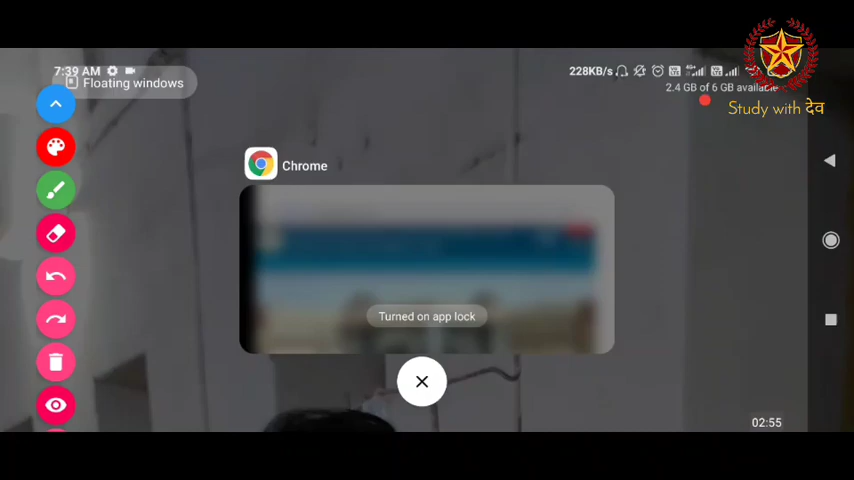 7:39 AM
228KB/s
Floating windows
2.4 GB of 6 GB available
Study with देव
Chrome
Turned on app lock
02:55